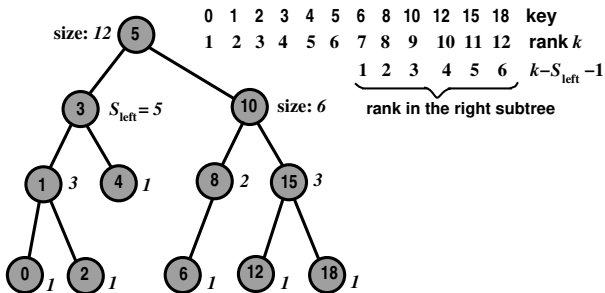 0 1 2 3 4 5 6 8 10 12 15 18 key
size: 12 5 1 2 3 4 5 6 7 8 9 10 11 12 rank k
1 2 3 4 5 6 k−S_left −1
3 S_left = 5 10 size: 6 rank in the right subtree
1 3 4 1 8 2 15 3
0 1 2 1 6 1 12 1 18 1